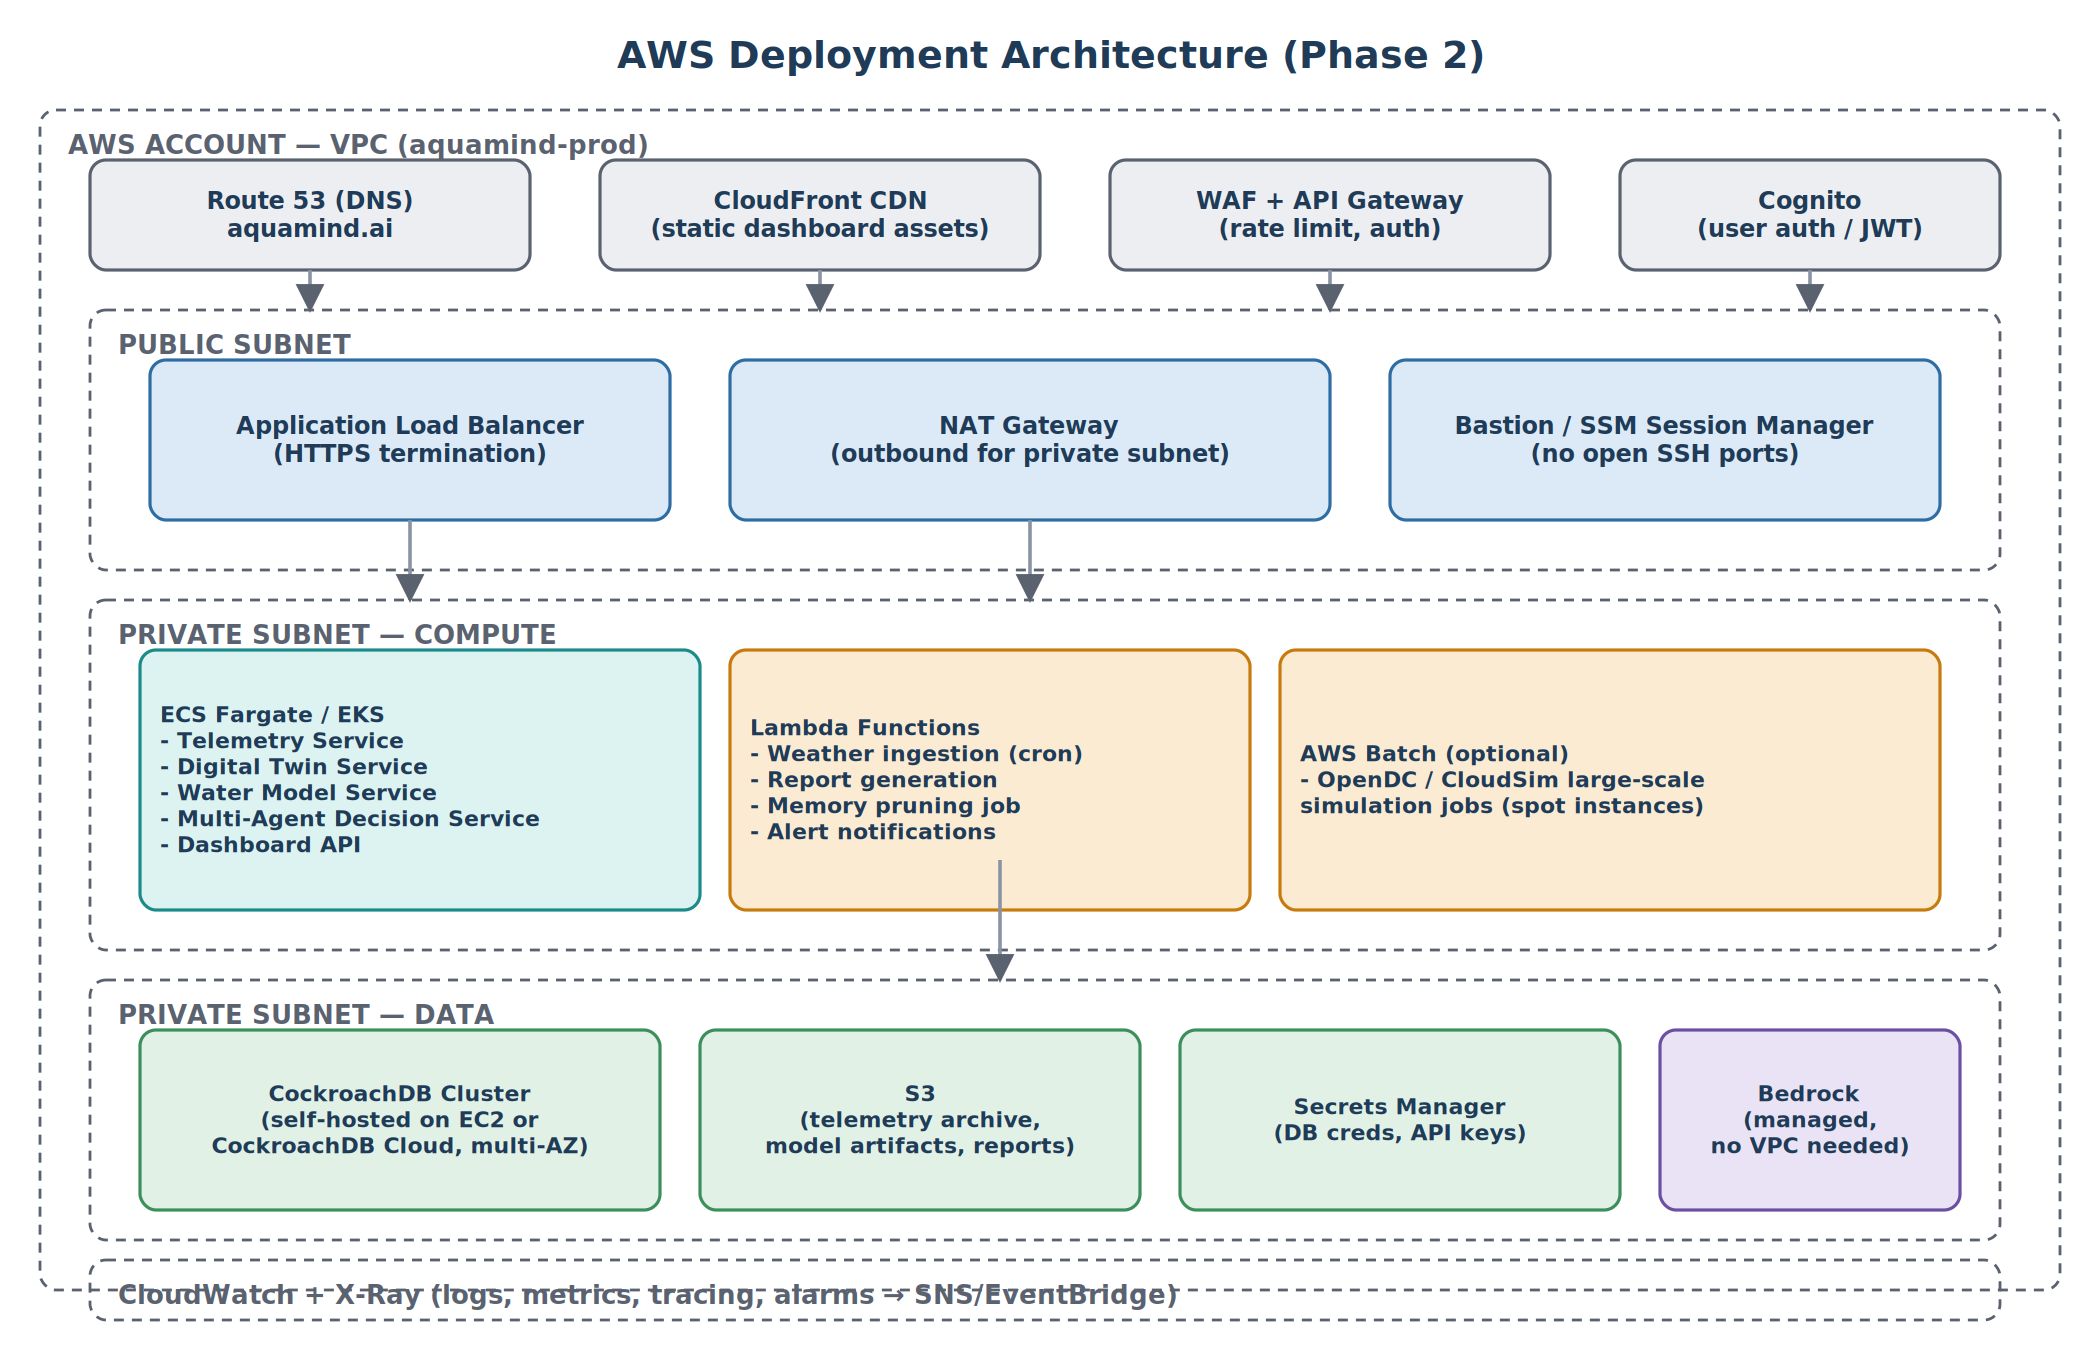 AWS Deployment Architecture (Phase 2)
AWS ACCOUNT — VPC (aquamind-prod)
Route 53 (DNS)
aquamind.ai
CloudFront CDN
(static dashboard assets)
WAF + API Gateway
(rate limit, auth)
Cognito
(user auth / JWT)
PUBLIC SUBNET
Application Load Balancer
(HTTPS termination)
NAT Gateway
(outbound for private subnet)
Bastion / SSM Session Manager
(no open SSH ports)
PRIVATE SUBNET — COMPUTE
ECS Fargate / EKS
- Telemetry Service
- Digital Twin Service
- Water Model Service
- Multi-Agent Decision Service
- Dashboard API
Lambda Functions
- Weather ingestion (cron)
- Report generation
- Memory pruning job
- Alert notifications
AWS Batch (optional)
- OpenDC / CloudSim large-scale
simulation jobs (spot instances)
PRIVATE SUBNET — DATA
CockroachDB Cluster
(self-hosted on EC2 or
CockroachDB Cloud, multi-AZ)
S3
(telemetry archive,
model artifacts, reports)
Secrets Manager
(DB creds, API keys)
Bedrock
(managed,
no VPC needed)
CloudWatch + X-Ray (logs, metrics, tracing, alarms → SNS/EventBridge)